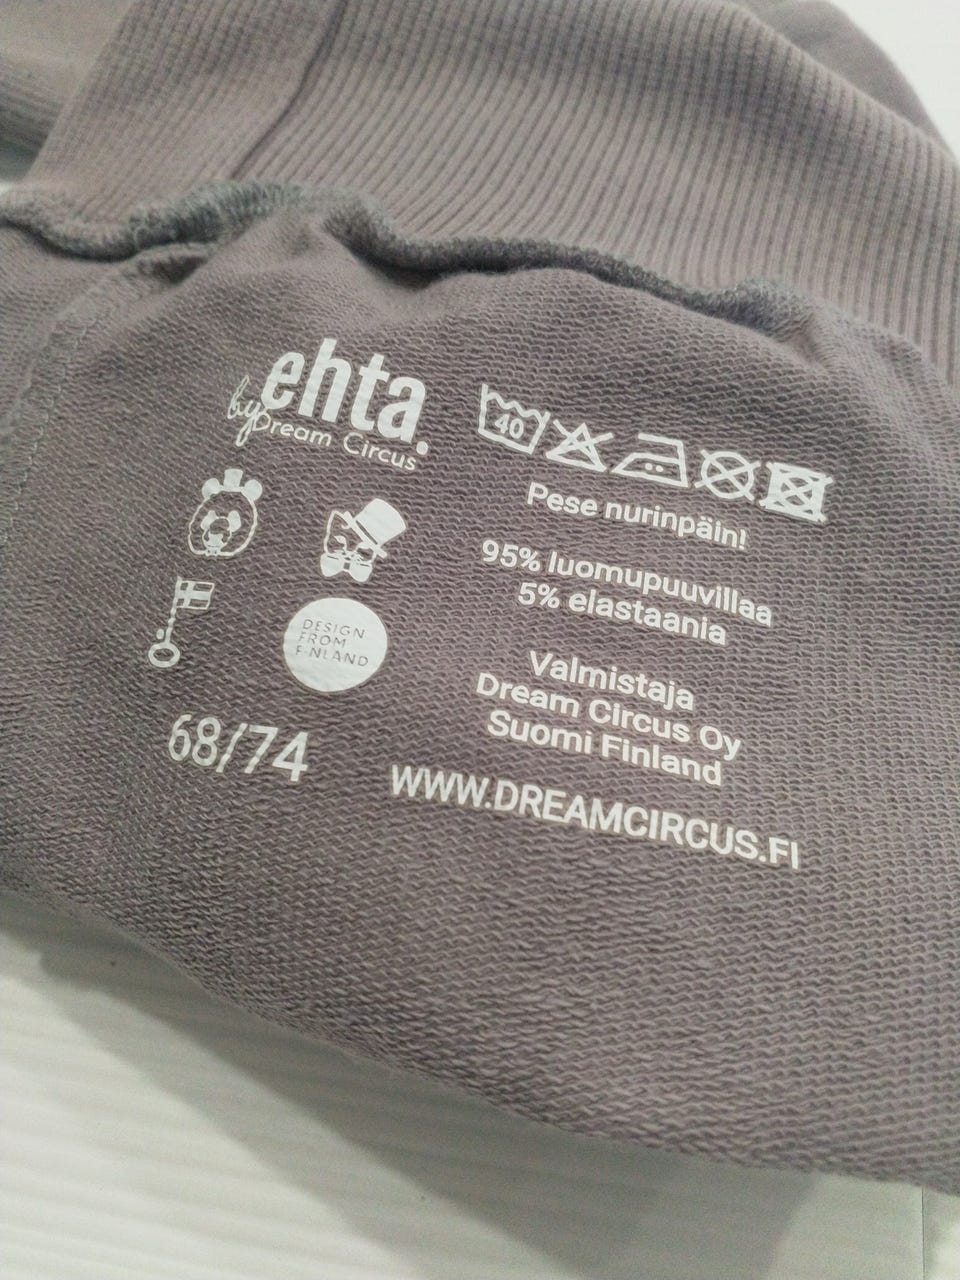 ehta.
by Dream Circus
40
Pese nurinpäin!
95% luomupuuvillaa
5% elastaania
DESIGN
FROM
FINLAND
Valmistaja
Dream Circus Oy
Suomi Finland
68/74
WWW.DREAMCIRCUS.FI